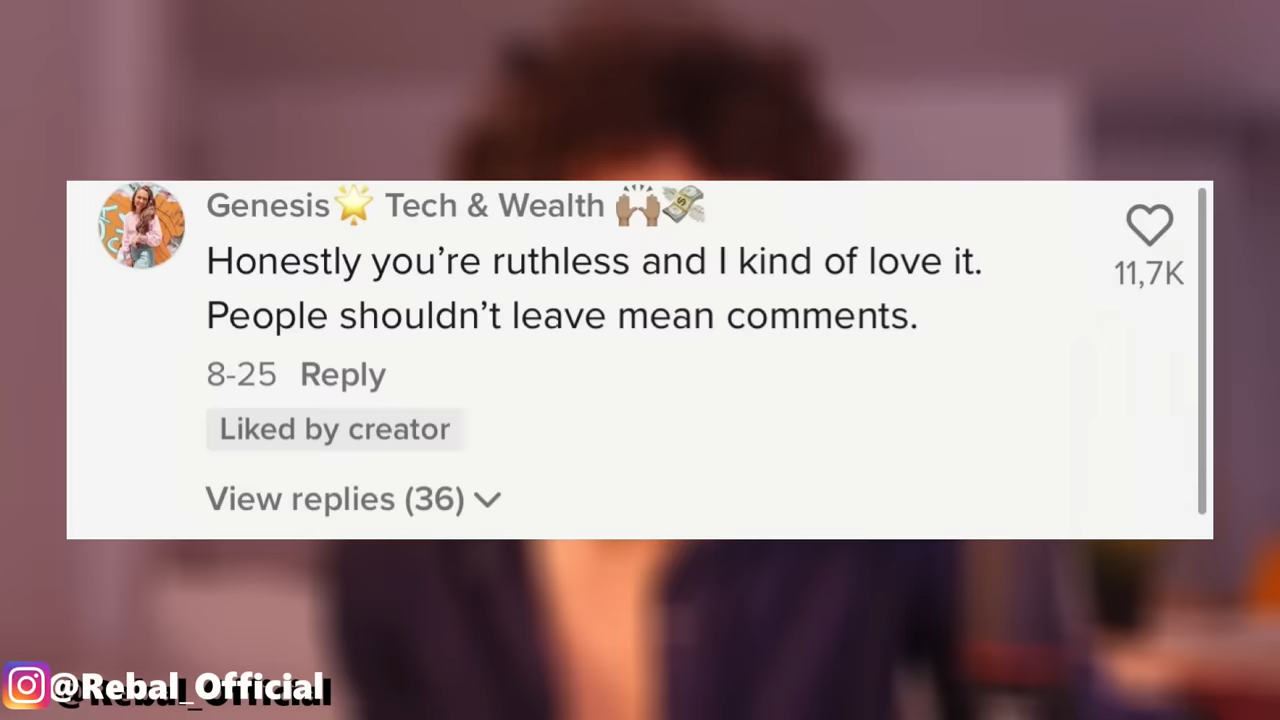 Genesis🌟 Tech & Wealth 🙌🏽💸
Honestly you’re ruthless and I kind of love it.
People shouldn’t leave mean comments.
11,7K
8-25 Reply
Liked by creator
View replies (36)
@Rebal_Official